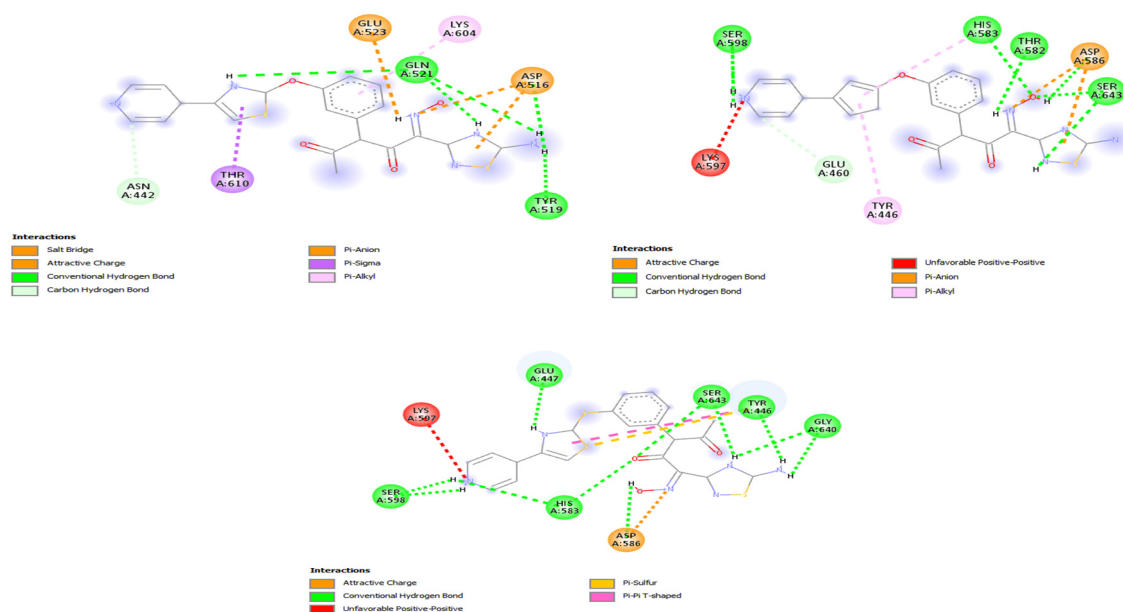 GLU
A:523
LYS
A:604
GLN
A:521
ASP
A:516
H
N
O
S
N
O
H
N
H
H
O
O
N
S
ASN
A:442
THR
A:610
TYR
A:519
Interactions
Salt Bridge
Attractive Charge
Conventional Hydrogen Bond
Carbon Hydrogen Bond
Pi-Anion
Pi-Sigma
Pi-Alkyl
SER
A:598
HIS
A:583
THR
A:582
ASP
A:586
SER
A:643
H
H
O
H
H
N
O
O
N
S
H
LYS
A:597
GLU
A:460
TYR
A:446
Interactions
Attractive Charge
Conventional Hydrogen Bond
Carbon Hydrogen Bond
Unfavorable Positive-Positive
Pi-Anion
Pi-Alkyl
GLU
A:447
LYS
A:597
SER
A:643
TYR
A:446
GLY
A:640
H
N
S
S
O
O
H
N
H
N
H
H
H
N
SER
A:598
HIS
A:583
H
O
N
N
S
ASP
A:586
Interactions
Attractive Charge
Conventional Hydrogen Bond
Unfavorable Positive-Positive
Pi-Sulfur
Pi-Pi T-shaped